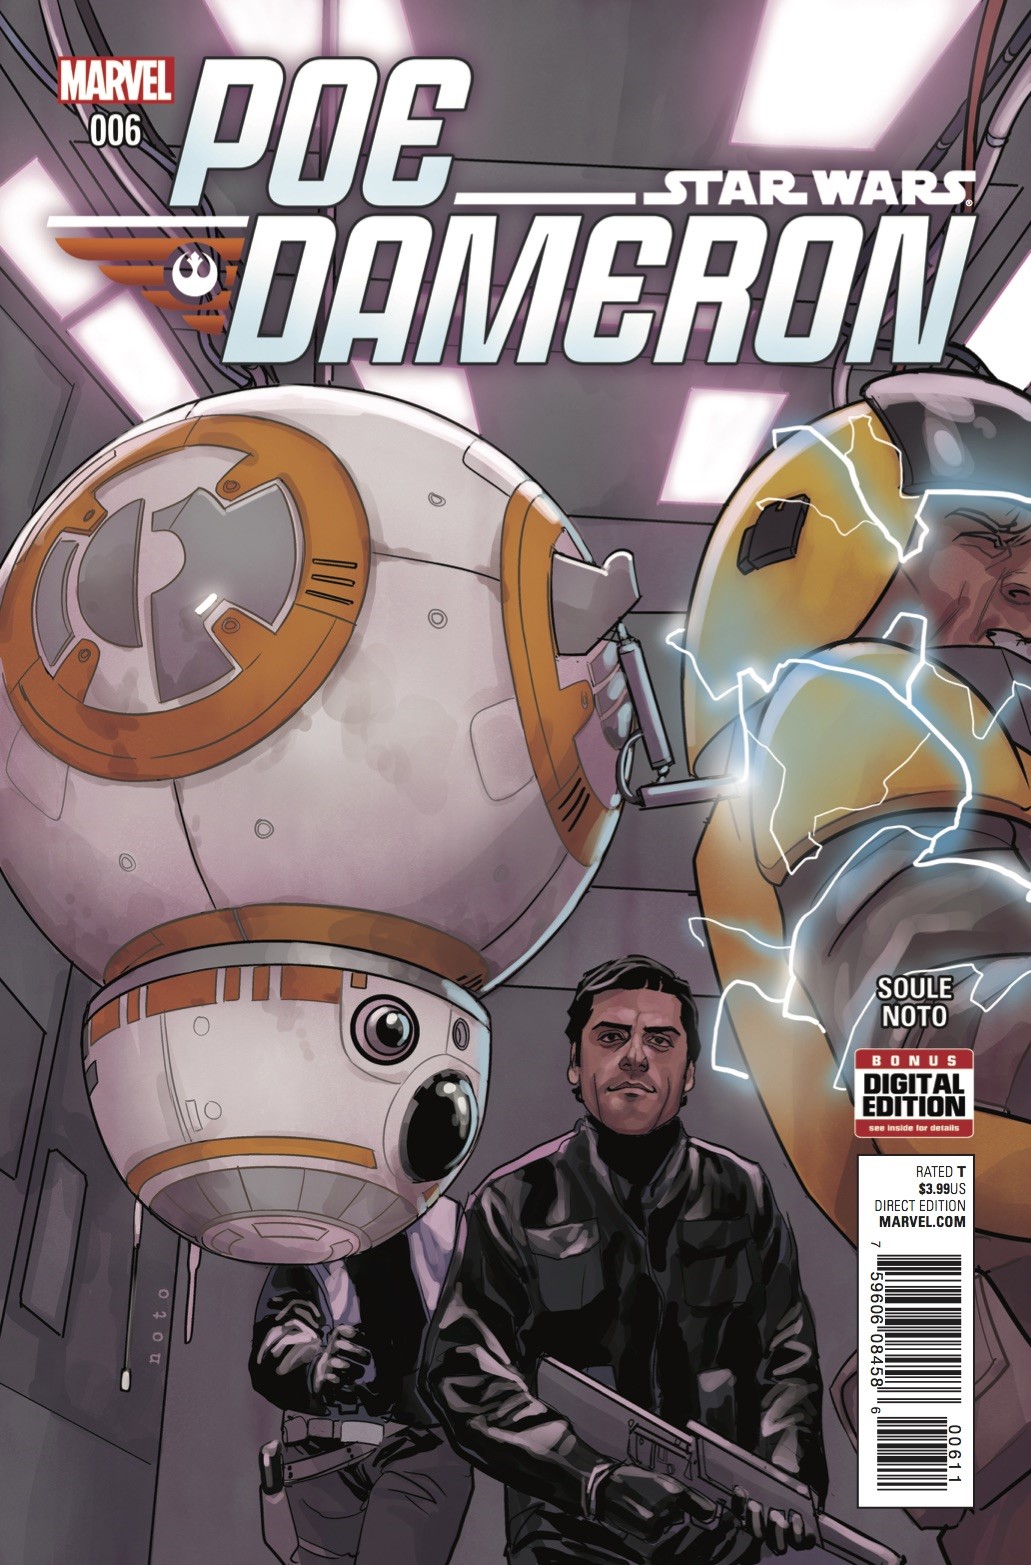 MARVEL
006
POE
STAR WARS®
DAMERON
SOULE
NOTO
BONUS
DIGITAL
EDITION
see inside for details
RATED T
$3.99US
DIRECT EDITION
MARVEL.COM
7 59606 08458 6
00611
noto